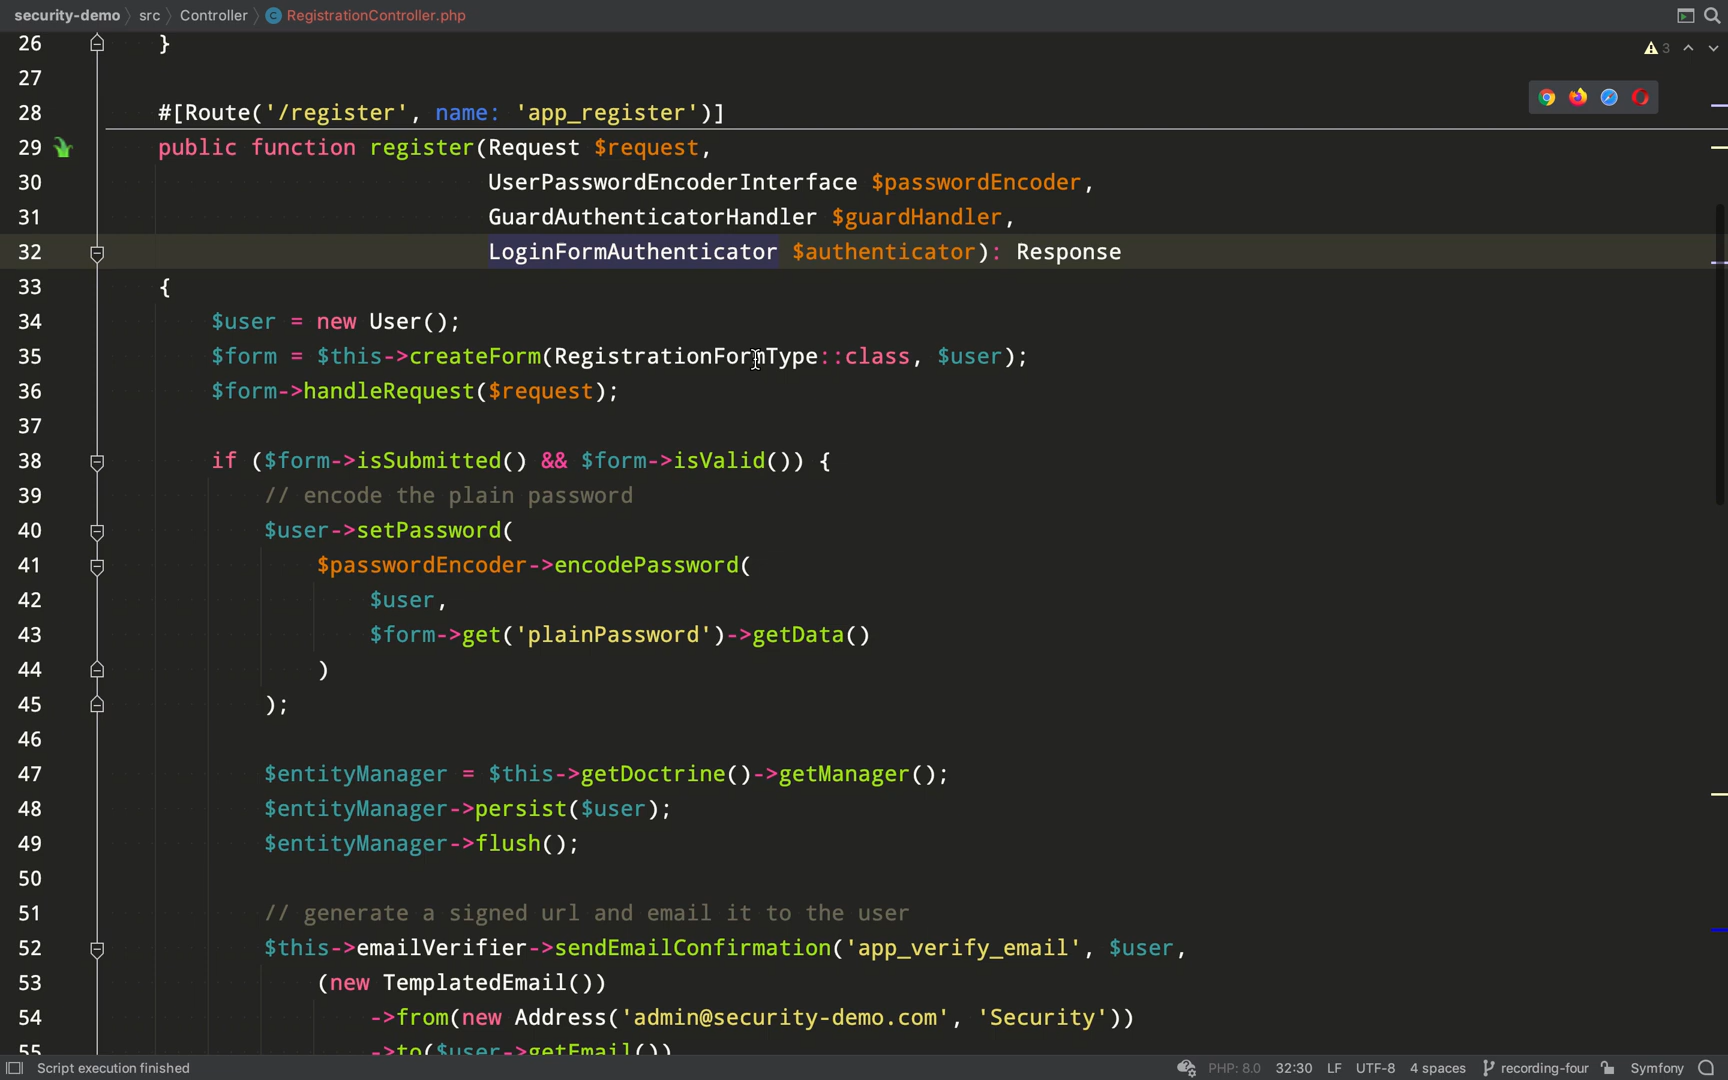 security-demo 〉 src 〉 Controller 〉 RegistrationController.php
3
26 }
27
28 #[Route('/register', name: 'app_register')]
29 public function register(Request $request,
30 UserPasswordEncoderInterface $passwordEncoder,
31 GuardAuthenticatorHandler $guardHandler,
32 LoginFormAuthenticator $authenticator): Response
33 {
34 $user = new User();
35 $form = $this->createForm(RegistrationFormType::class, $user);
36 $form->handleRequest($request);
37
38 if ($form->isSubmitted() && $form->isValid()) {
39 // encode the plain password
40 $user->setPassword(
41 $passwordEncoder->encodePassword(
42 $user,
43 $form->get('plainPassword')->getData()
44 )
45 );
46
47 $entityManager = $this->getDoctrine()->getManager();
48 $entityManager->persist($user);
49 $entityManager->flush();
50
51 // generate a signed url and email it to the user
52 $this->emailVerifier->sendEmailConfirmation('app_verify_email', $user,
53 (new TemplatedEmail())
54 ->from(new Address('admin@security-demo.com', 'Security'))
55 ->to($user->getEmail())
Script execution finished PHP: 8.0 32:30 LF UTF-8 4 spaces recording-four Symfony